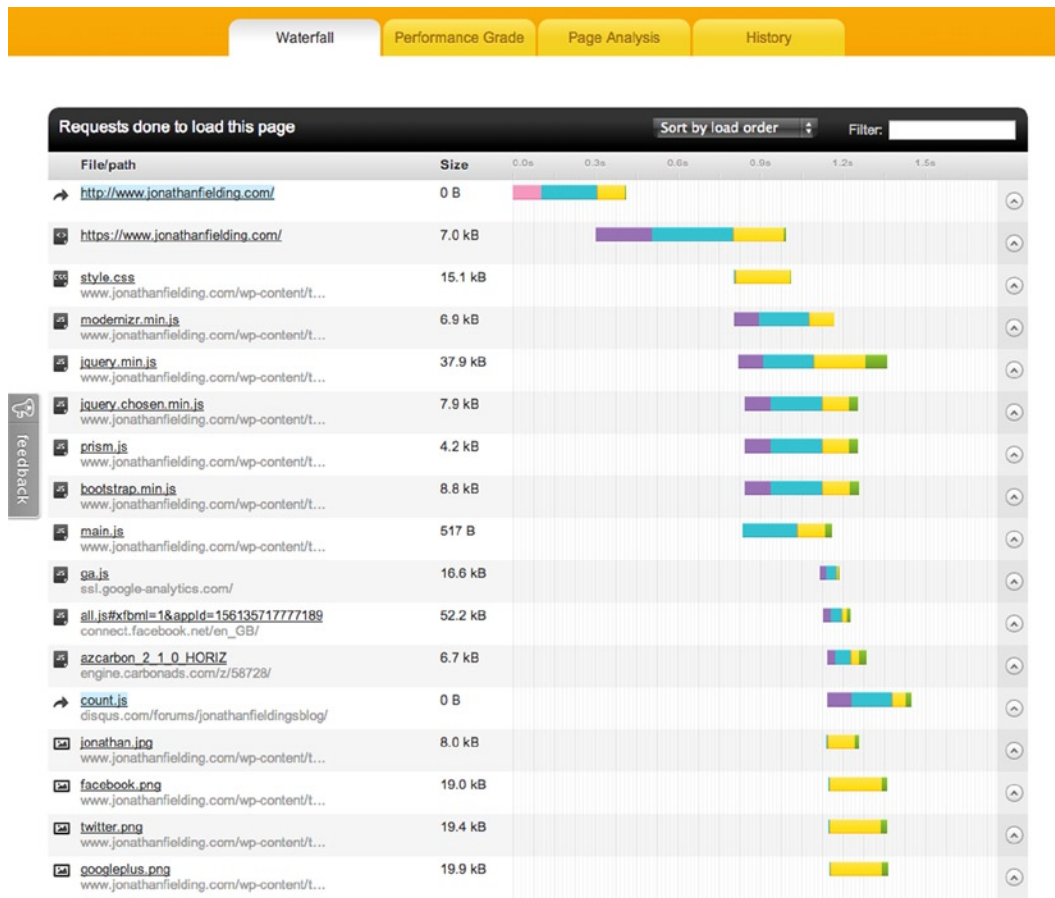 Waterfall Performance Grade Page Analysis History
Requests done to load this page Sort by load order Filter:
File/path Size 0.0s 0.3s 0.6s 0.9s 1.2s 1.5s
http://www.jonathanfielding.com/ 0 B
https://www.jonathanfielding.com/ 7.0 kB
style.css 15.1 kB
www.jonathanfielding.com/wp-content/t...
modernizr.min.js 6.9 kB
www.jonathanfielding.com/wp-content/t...
jquery.min.js 37.9 kB
www.jonathanfielding.com/wp-content/t...
jquery.chosen.min.js 7.9 kB
www.jonathanfielding.com/wp-content/t...
feedback
prism.js 4.2 kB
www.jonathanfielding.com/wp-content/t...
bootstrap.min.js 8.8 kB
www.jonathanfielding.com/wp-content/t...
main.js 517 B
www.jonathanfielding.com/wp-content/t...
ga.js 16.6 kB
ssl.google-analytics.com/
all.js#xfbml=1&appId=156135717777189 52.2 kB
connect.facebook.net/en_GB/
azcarbon_2_1_0_HORIZ 6.7 kB
engine.carbonads.com/z/58728/
count.js 0 B
disqus.com/forums/jonathanfieldingsblog/
jonathan.jpg 8.0 kB
www.jonathanfielding.com/wp-content/t...
facebook.png 19.0 kB
www.jonathanfielding.com/wp-content/t...
twitter.png 19.4 kB
www.jonathanfielding.com/wp-content/t...
googleplus.png 19.9 kB
www.jonathanfielding.com/wp-content/t...